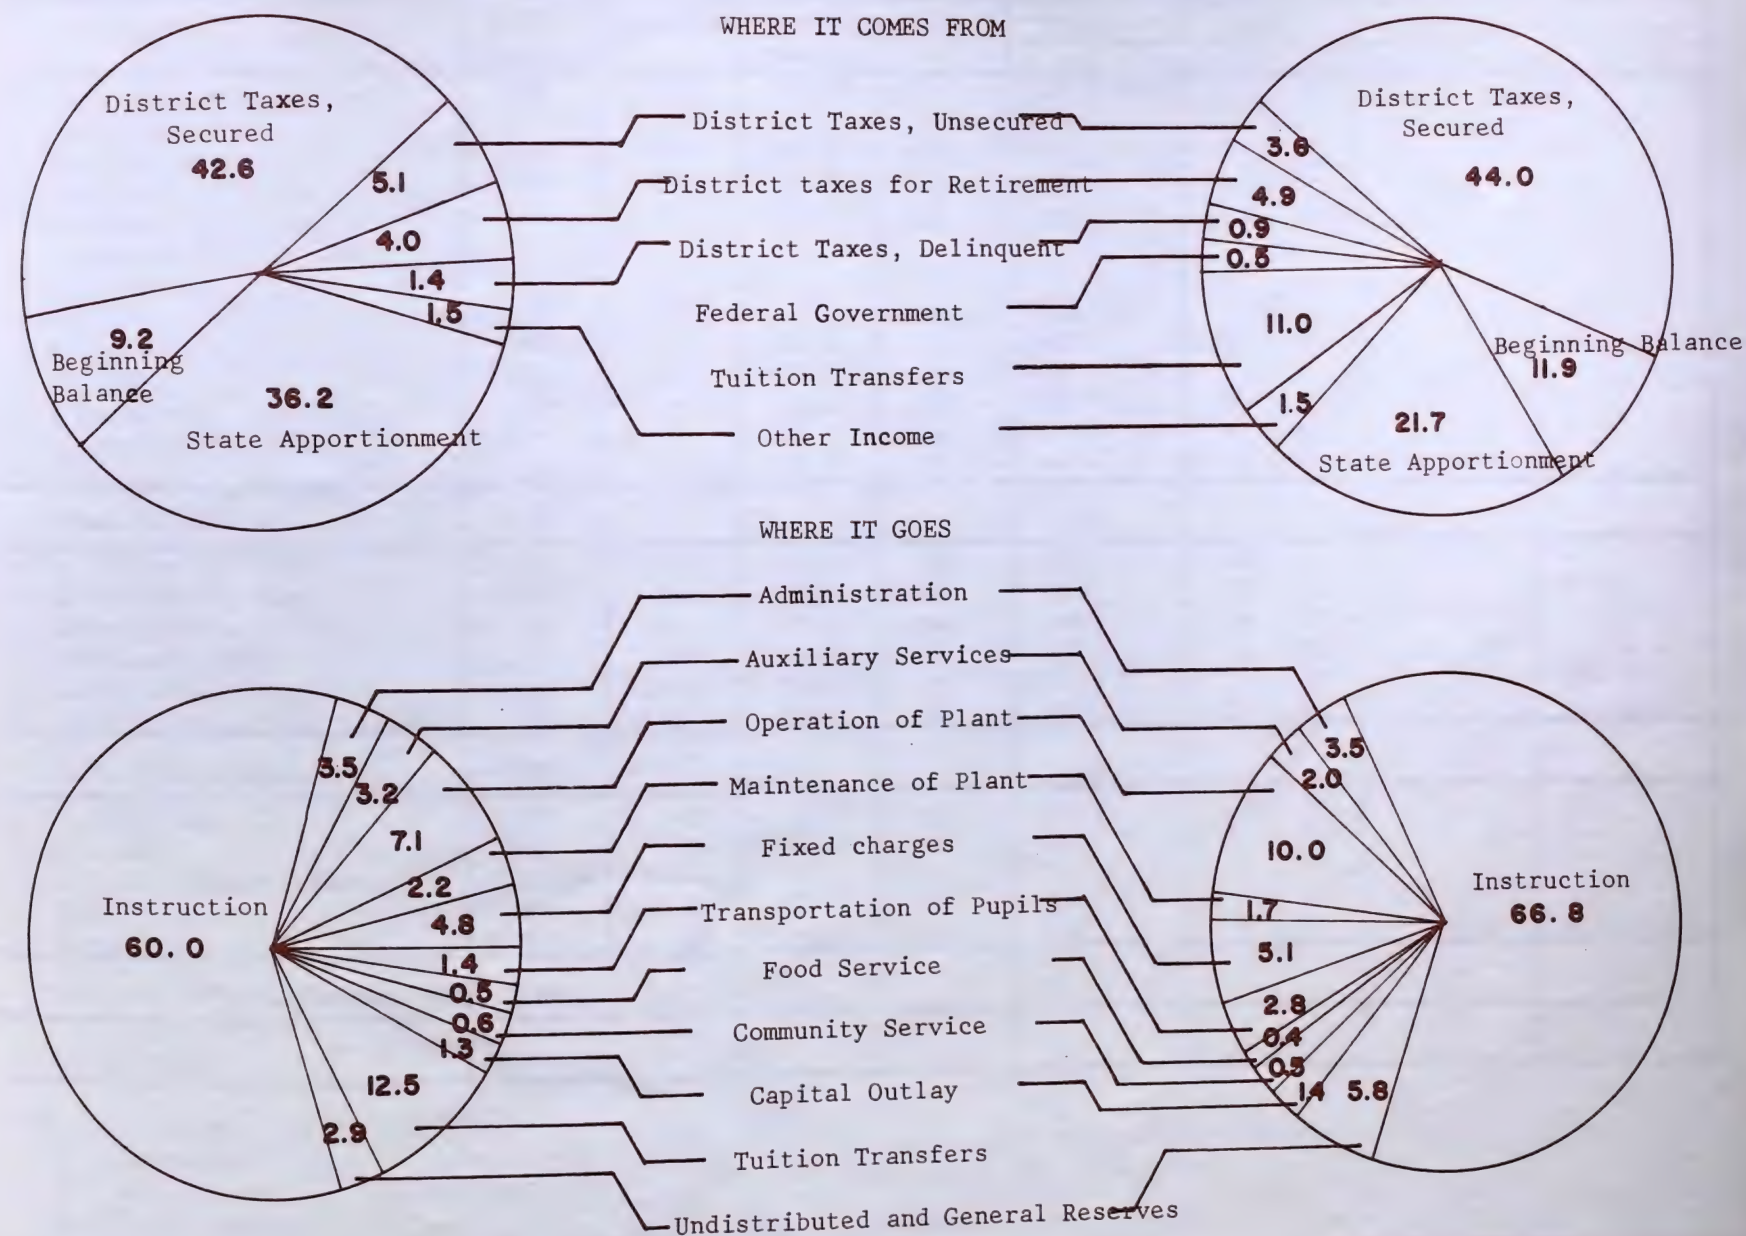 WHERE IT COMES FROM
District Taxes,
Secured
42.6
5.1
4.0
1.4
1.5
9.2
Beginning
Balance
36.2
State Apportionment
District Taxes, Unsecured
District taxes for Retirement
District Taxes, Delinquent
Federal Government
Tuition Transfers
Other Income
District Taxes,
Secured
44.0
3.6
4.9
0.9
0.5
11.0
1.5
Beginning Balance
11.9
21.7
State Apportionment
WHERE IT GOES
Administration
Auxiliary Services
Operation of Plant
Maintenance of Plant
Fixed charges
Transportation of Pupils
Food Service
Community Service
Capital Outlay
Tuition Transfers
Undistributed and General Reserves
Instruction
60.0
3.5
3.2
7.1
2.2
4.8
1.4
0.5
0.6
1.3
12.5
2.9
3.5
2.0
10.0
1.7
5.1
2.8
0.4
0.5
1.4 5.8
Instruction
66.8